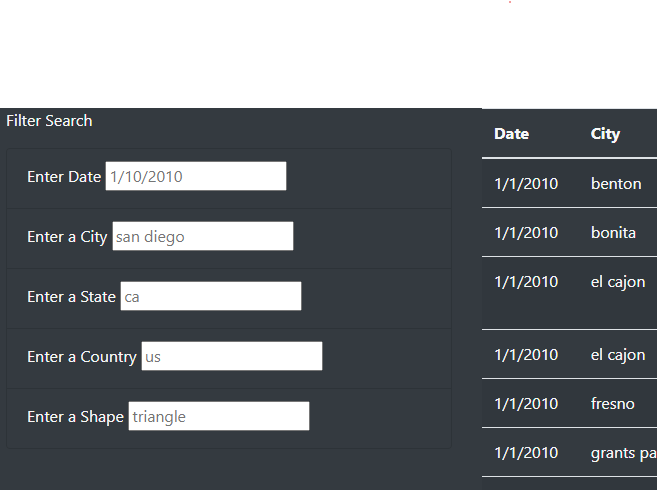 Filter Search
Enter Date 1/10/2010
Enter a City san diego
Enter a State ca
Enter a Country us
Enter a Shape triangle
Date City
1/1/2010 benton
1/1/2010 bonita
1/1/2010 el cajon
1/1/2010 el cajon
1/1/2010 fresno
1/1/2010 grants pa